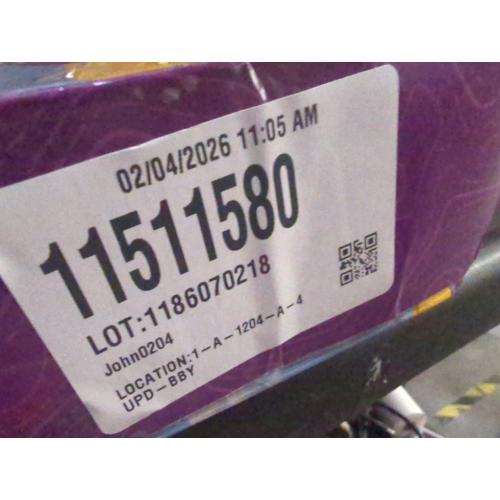 02/04/2026 11:05 AM
11511580
LOT:1186070218
John0204
LOCATION:1-A-1204-A-4
UPD-BBY